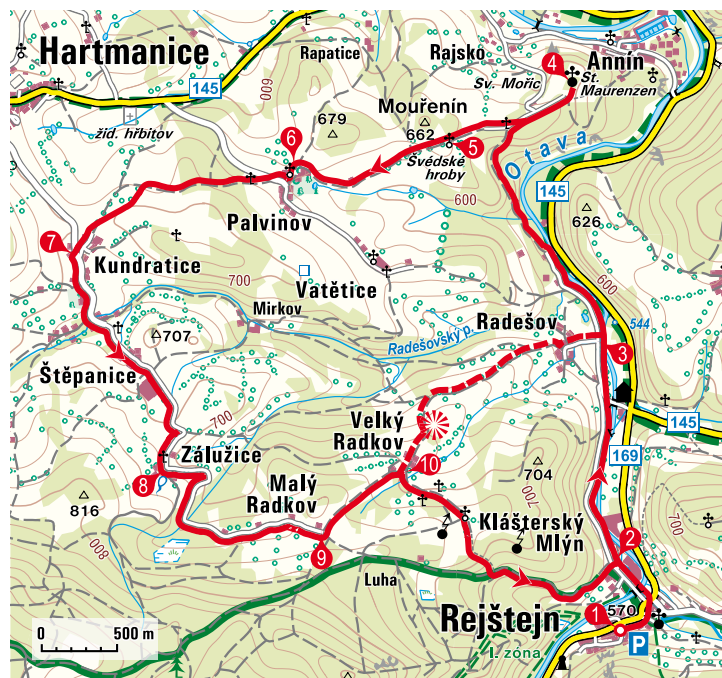 Hartmanice
Rapatice
Rajsko
Annín
145
4
Sv. Mořic
St.
Maurenzen
600
žid. hřbitov
679
Mouřenín
662
6
5
Švédské
hroby
Otava
145
169
626
600
Palvinov
600
7
Kundratice
700
Vatětice
Mirkov
707
Radešovský p.
Radešov
544
3
Štěpanice
700
Velký
Radkov
145
169
Zálužice
8
Malý
Radkov
10
704
700
700
816
800
Klášterský
Mlýn
2
9
Luha
1
570
Rejštejn
P
I. zóna
0
500 m